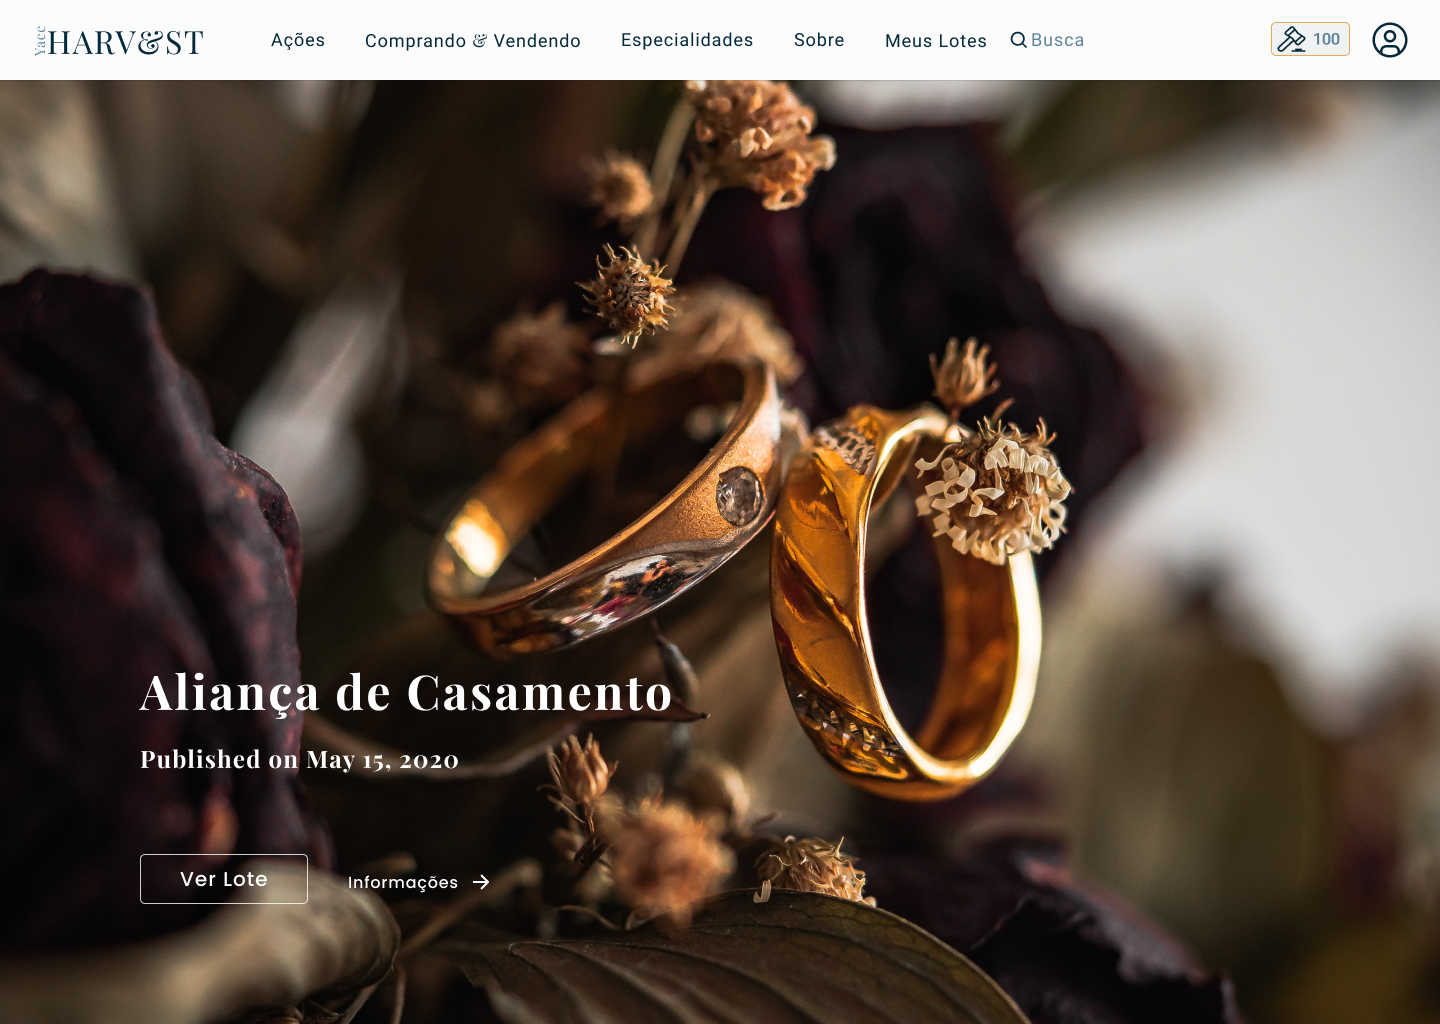 Yacc HARV&ST
Ações Comprando & Vendendo Especialidades Sobre Meus Lotes Busca 100
Aliança de Casamento
Published on May 15, 2020
Ver Lote Informações →